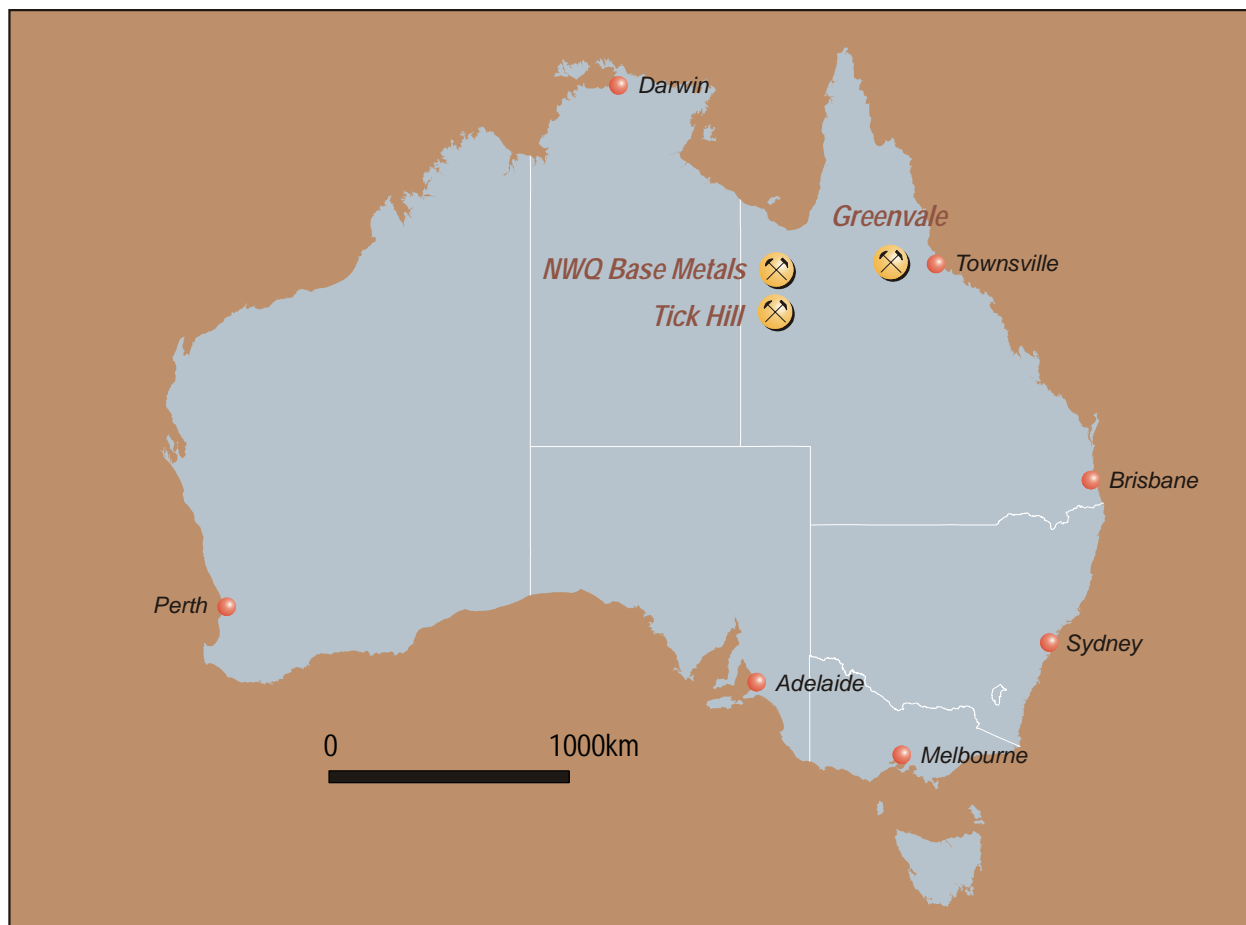 Darwin
Greenvale
NWQ Base Metals
Townsville
Tick Hill
Brisbane
Perth
Sydney
Adelaide
0 1000km
Melbourne